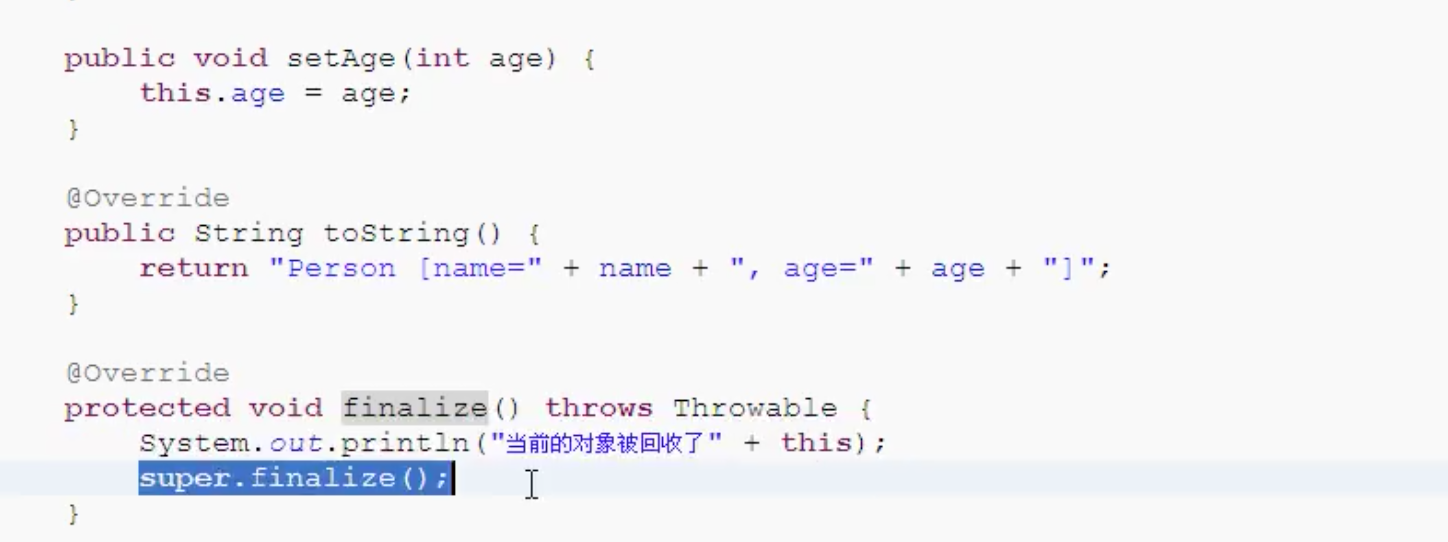 public void setAge(int age) {
this.age = age;
}
@Override
public String toString() {
return "Person [name=" + name + ", age=" + age + "]";
}
@Override
protected void finalize() throws Throwable {
System.out.println("当前的对象被回收了" + this);
super.finalize();
}